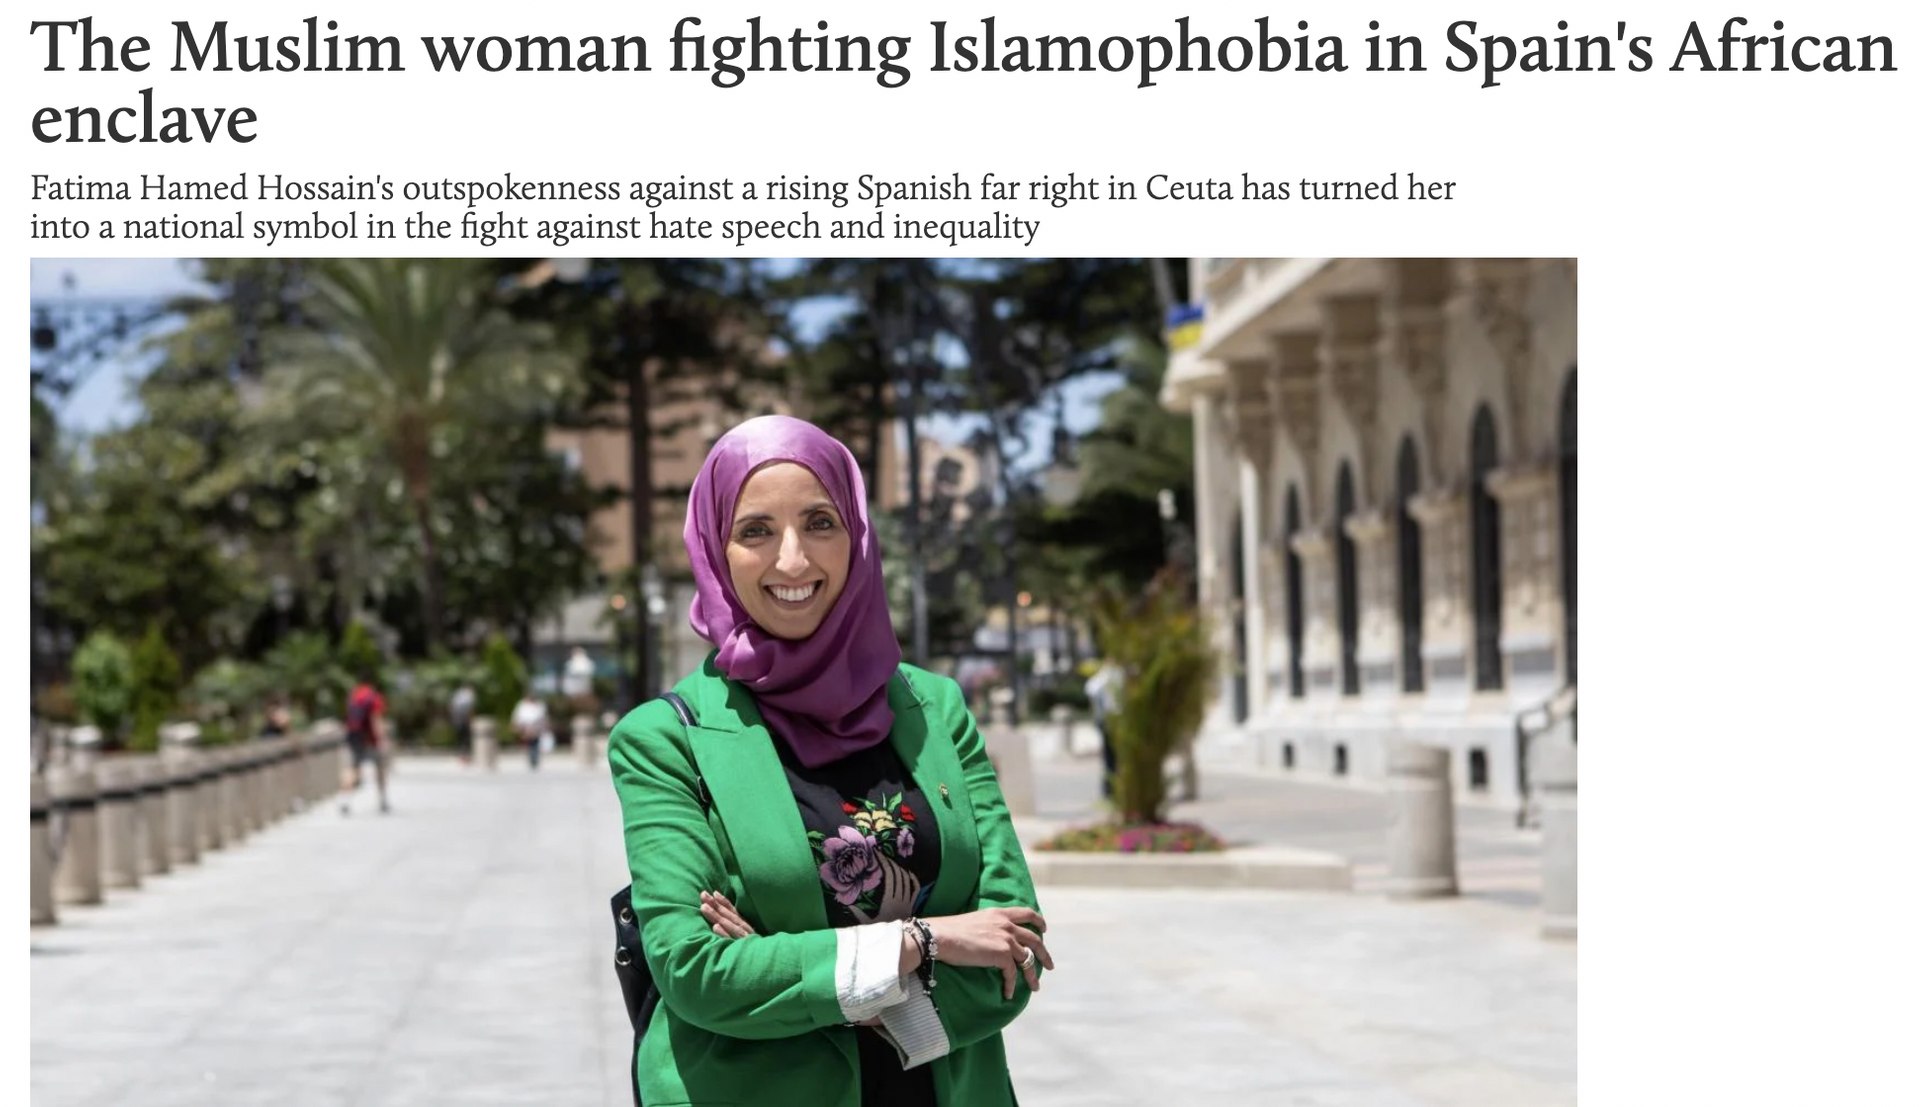 The Muslim woman fighting Islamophobia in Spain's African
enclave
Fatima Hamed Hossain's outspokenness against a rising Spanish far right in Ceuta has turned her
into a national symbol in the fight against hate speech and inequality